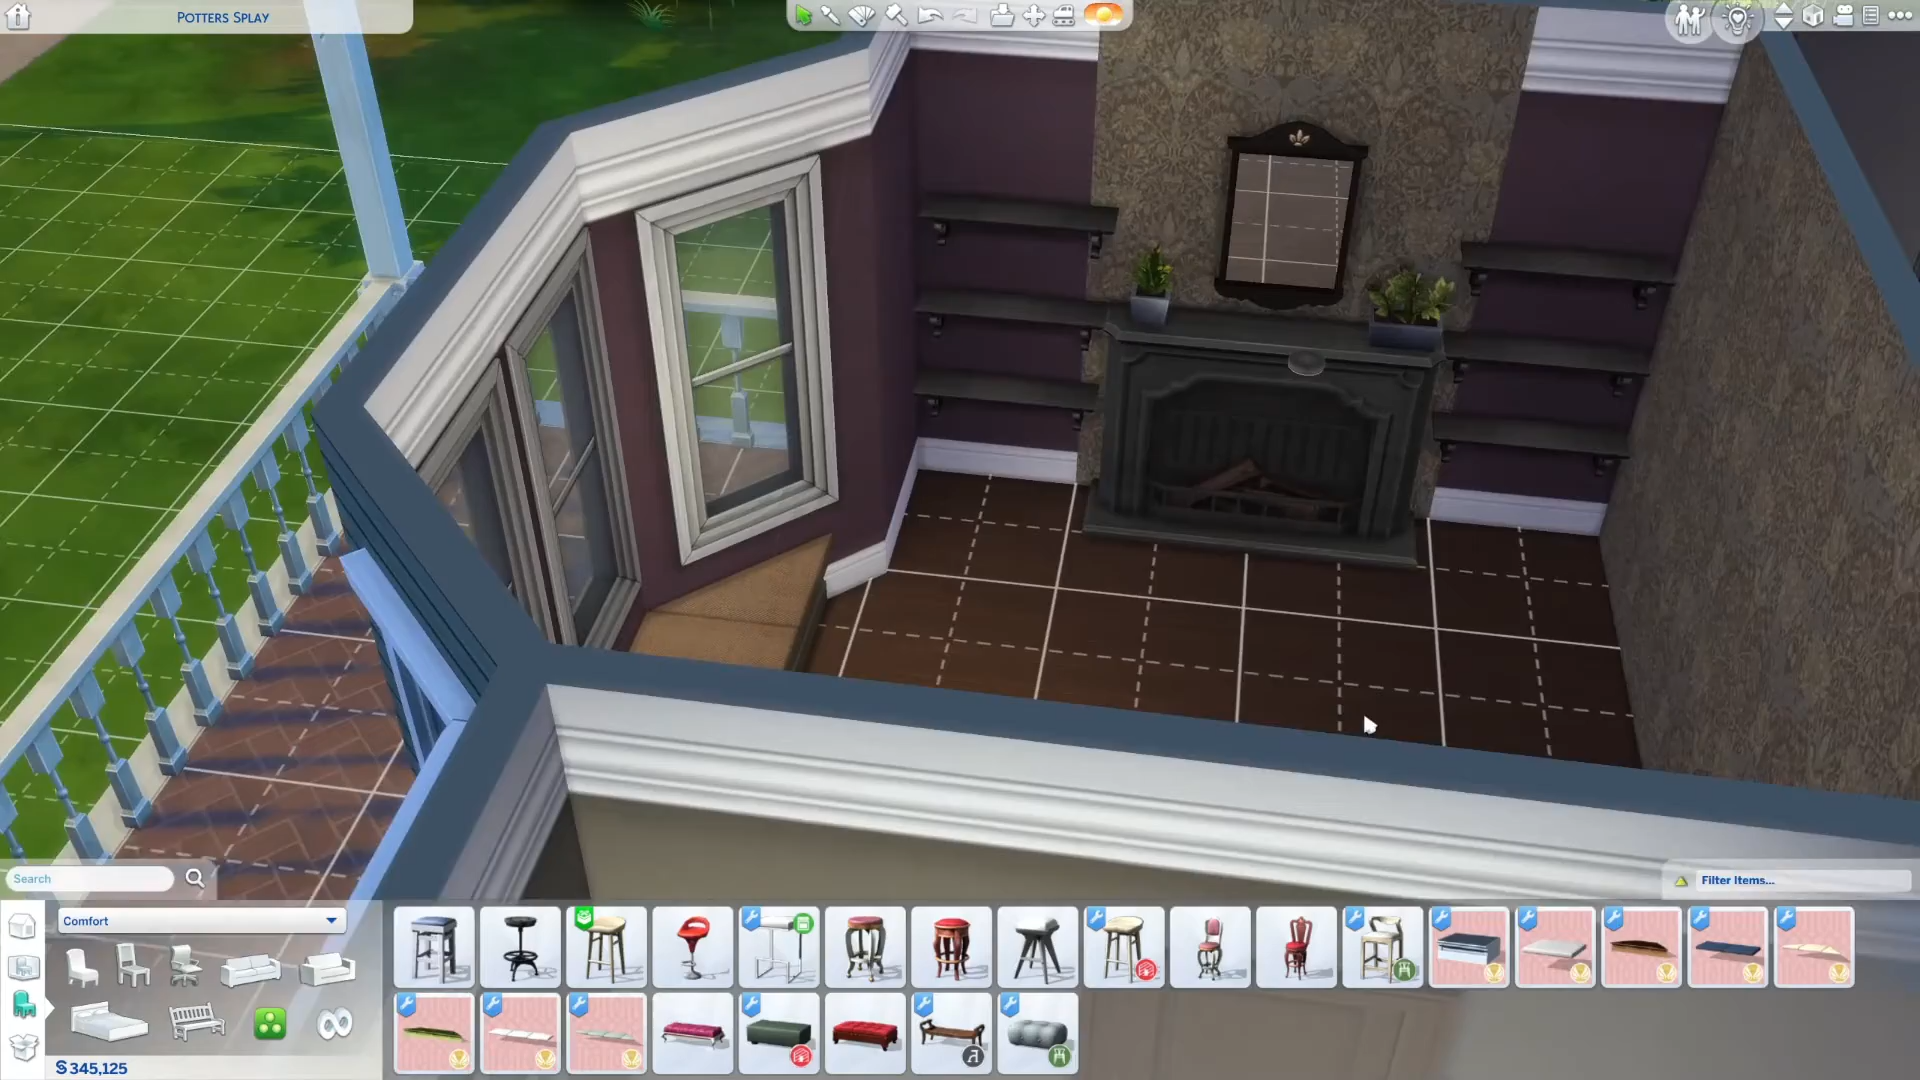 POTTERS SPLAY
Search
Filter Items...
Comfort
§345,125